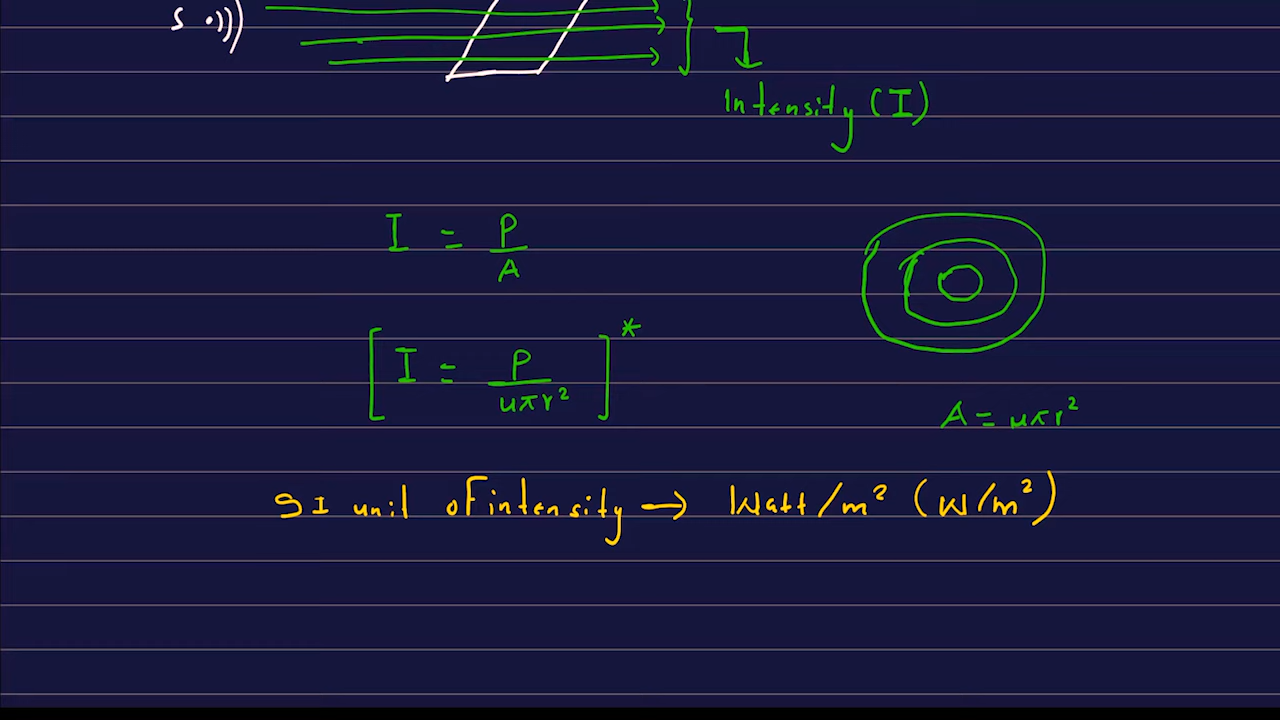 S
Intensity (I)
I = P/A
[I = P/4πr²]*
A = 4πr²
SI unit of intensity → Watt/m² (W/m²)